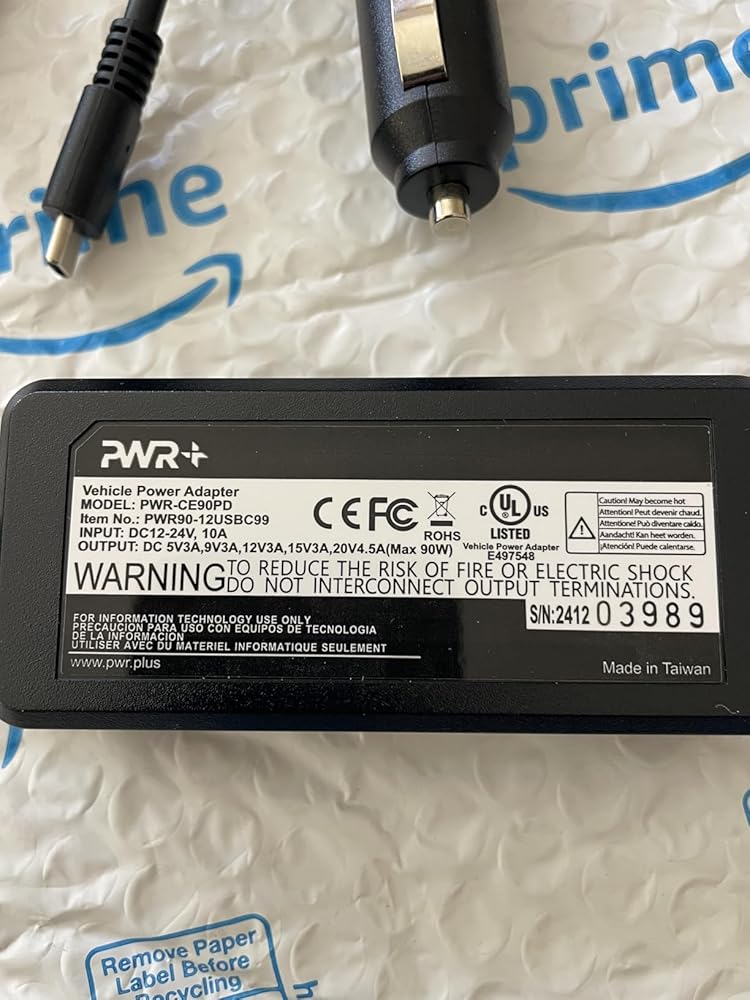 prime
prime
PWR+
Vehicle Power Adapter
MODEL: PWR-CE90PD
Item No.: PWR90-12USBC99
INPUT: DC12-24V, 10A
OUTPUT: DC 5V3A,9V3A,12V3A,15V3A,20V4.5A(Max 90W)
CE FC
ROHS
c UL US
LISTED
Vehicle Power Adapter
E497548
Caution! May become hot
Attention! Peut devenir chaud.
Attenzione! Può diventare caldo.
Aandacht! Kan heet worden.
¡Atención! Puede calentarse.
WARNING TO REDUCE THE RISK OF FIRE OR ELECTRIC SHOCK
DO NOT INTERCONNECT OUTPUT TERMINATIONS.
S/N:2412 03989
FOR INFORMATION TECHNOLOGY USE ONLY
PRECAUCION PARA USO CON EQUIPOS DE TECNOLOGIA
DE LA INFORMACIÓN
UTILISER AVEC DU MATERIEL INFORMATIQUE SEULEMENT
www.pwr.plus
Made in Taiwan
Remove Paper
Label Before
Recycling